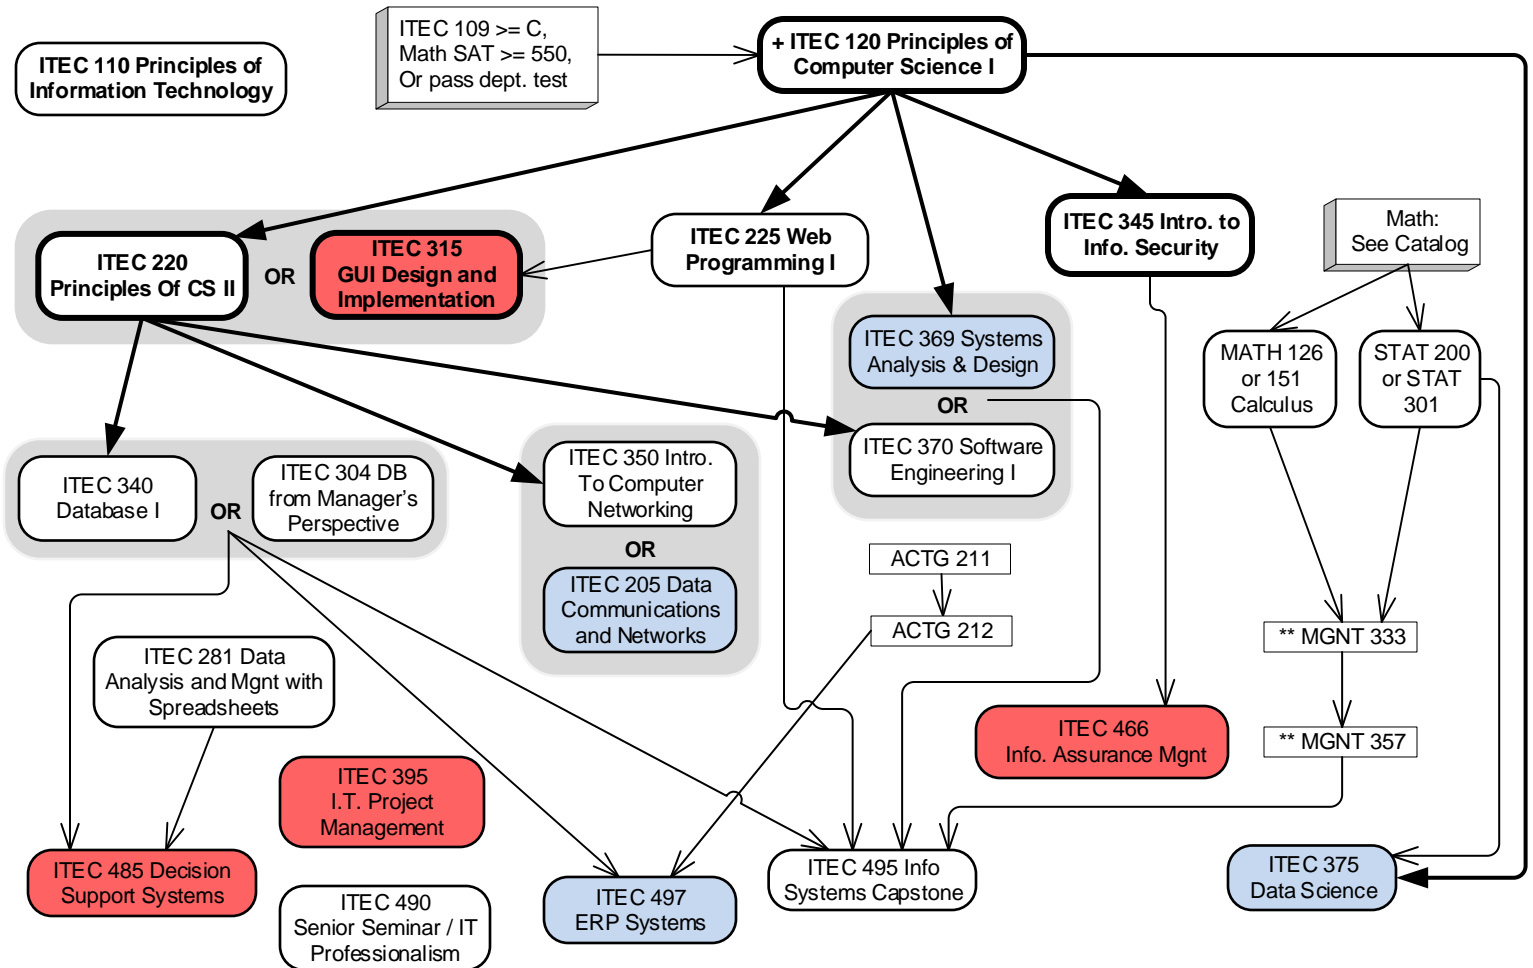 ITEC 110 Principles of
Information Technology
ITEC 109 >= C,
Math SAT >= 550,
Or pass dept. test
+ ITEC 120 Principles of
Computer Science I
ITEC 220
Principles Of CS II
OR
ITEC 315
GUI Design and
Implementation
ITEC 225 Web
Programming I
ITEC 345 Intro. to
Info. Security
Math:
See Catalog
ITEC 369 Systems
Analysis & Design
OR
ITEC 370 Software
Engineering I
MATH 126
or 151
Calculus
STAT 200
or STAT
301
ITEC 340
Database I
OR
ITEC 304 DB
from Manager's
Perspective
ITEC 350 Intro.
To Computer
Networking
OR
ITEC 205 Data
Communications
and Networks
ACTG 211
ACTG 212
** MGNT 333
** MGNT 357
ITEC 281 Data
Analysis and Mgnt with
Spreadsheets
ITEC 466
Info. Assurance Mgnt
ITEC 395
I.T. Project
Management
ITEC 485 Decision
Support Systems
ITEC 490
Senior Seminar / IT
Professionalism
ITEC 497
ERP Systems
ITEC 495 Info
Systems Capstone
ITEC 375
Data Science